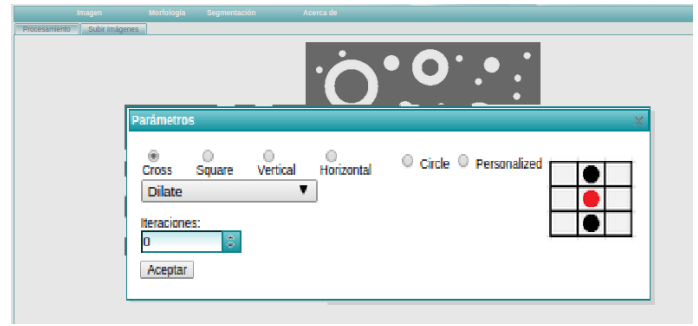 Imagen Morfología Segmentación Acerca de
Procesamiento Subir Imágenes
Parámetros
Cross Square Vertical Horizontal Circle Personalized
Dilate
Iteraciones:
0
Aceptar